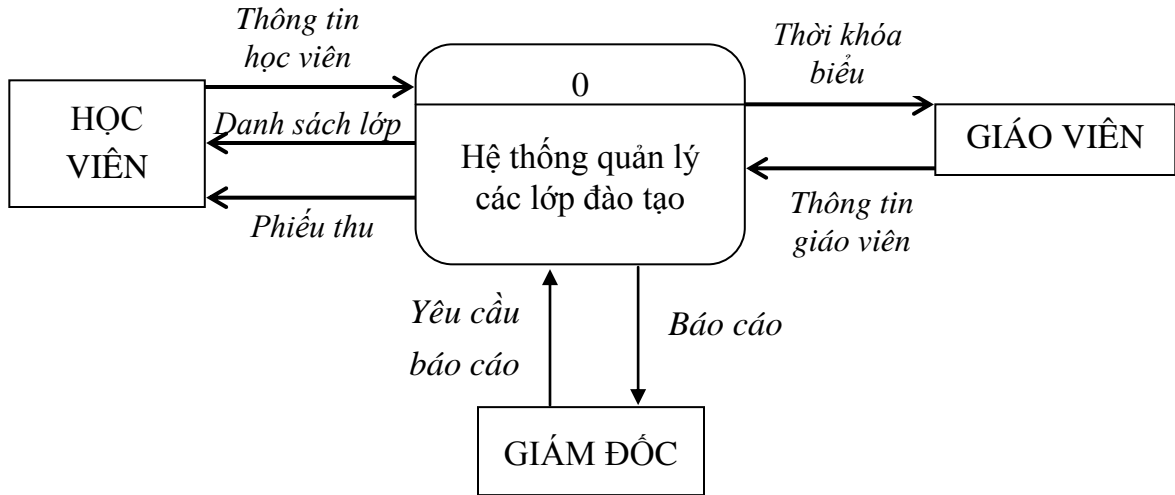 Thông tin
học viên
Thời khóa
biểu
0
HỌC
VIÊN
Danh sách lớp
Hệ thống quản lý
các lớp đào tạo
GIÁO VIÊN
Phiếu thu
Thông tin
giáo viên
Yêu cầu
báo cáo
Báo cáo
GIÁM ĐỐC